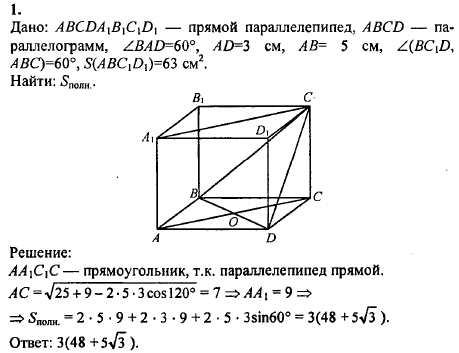 1.
Дано: ABCDA₁B₁C₁D₁ — прямой параллелепипед, ABCD — па-
раллелограмм, ∠BAD=60°, AD=3 см, AB= 5 см, ∠(BC₁D,
ABC)=60°, S(ABC₁D₁)=63 см².
Найти: Sполн..
B₁ C
A₁ D₁
B C
O
A D
Решение:
AA₁C₁C — прямоугольник, т.к. параллелепипед прямой.
AC = √(25 + 9 − 2 · 5 · 3 cos120°) = 7 ⇒ AA₁ = 9 ⇒
⇒ Sполн. = 2 · 5 · 9 + 2 · 3 · 9 + 2 · 5 · 3sin60° = 3(48 + 5√3 ).
Ответ: 3(48 + 5√3 ).